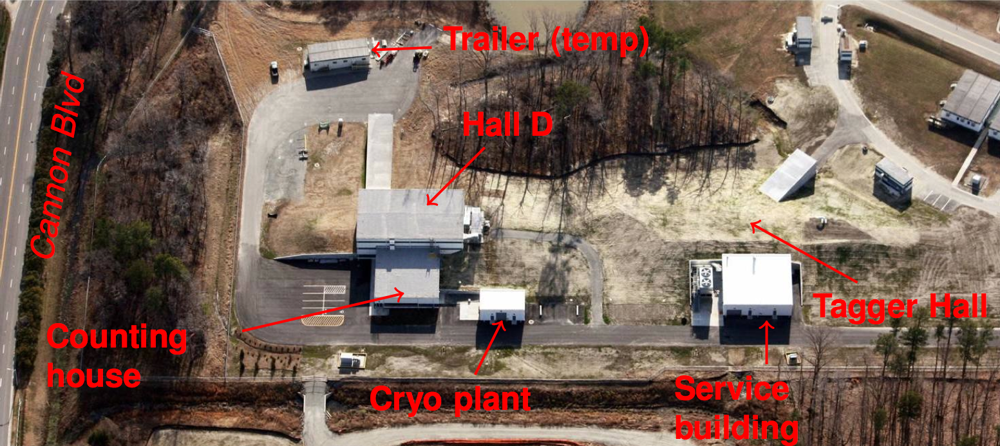 Trailer (temp)
Hall D
Cannon Blvd
Tagger Hall
Counting
house
Cryo plant
Service
building